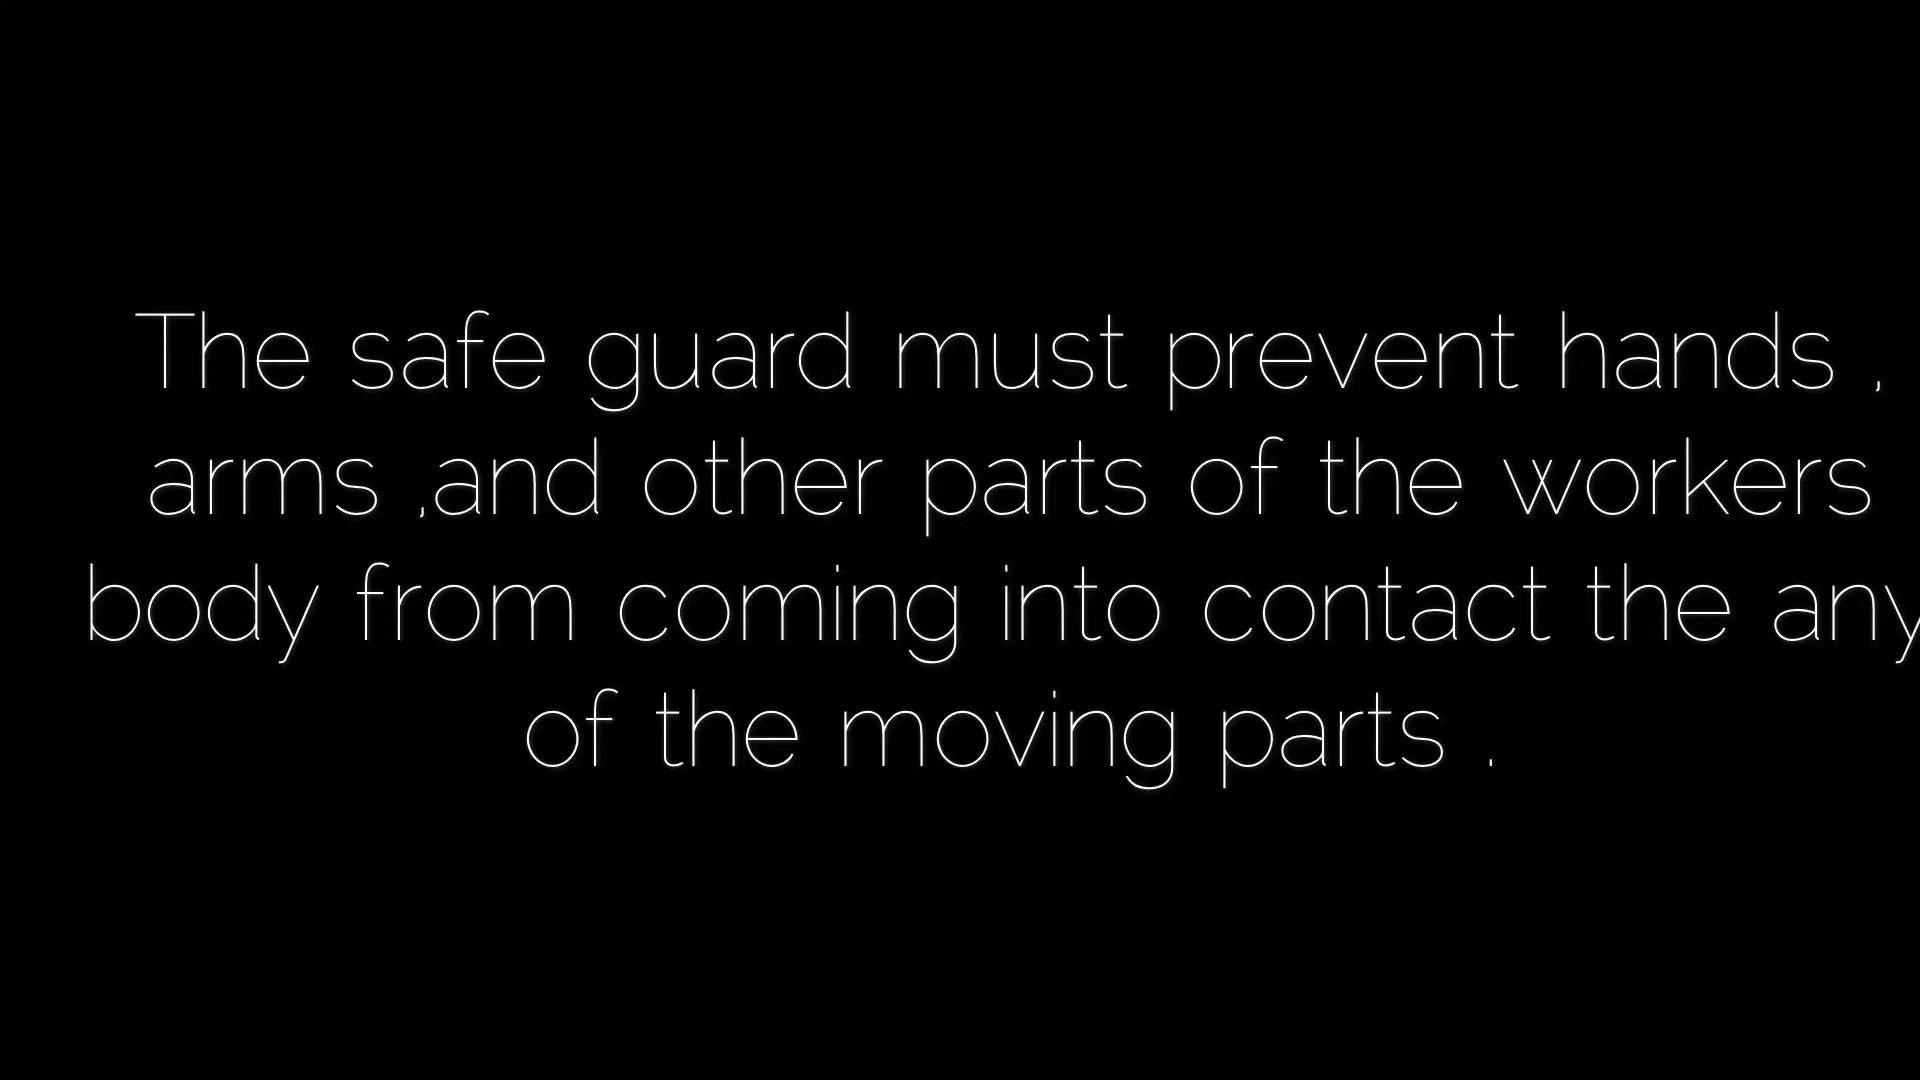 The safe guard must prevent hands ,
arms ,and other parts of the workers
body from coming into contact the any
of the moving parts .